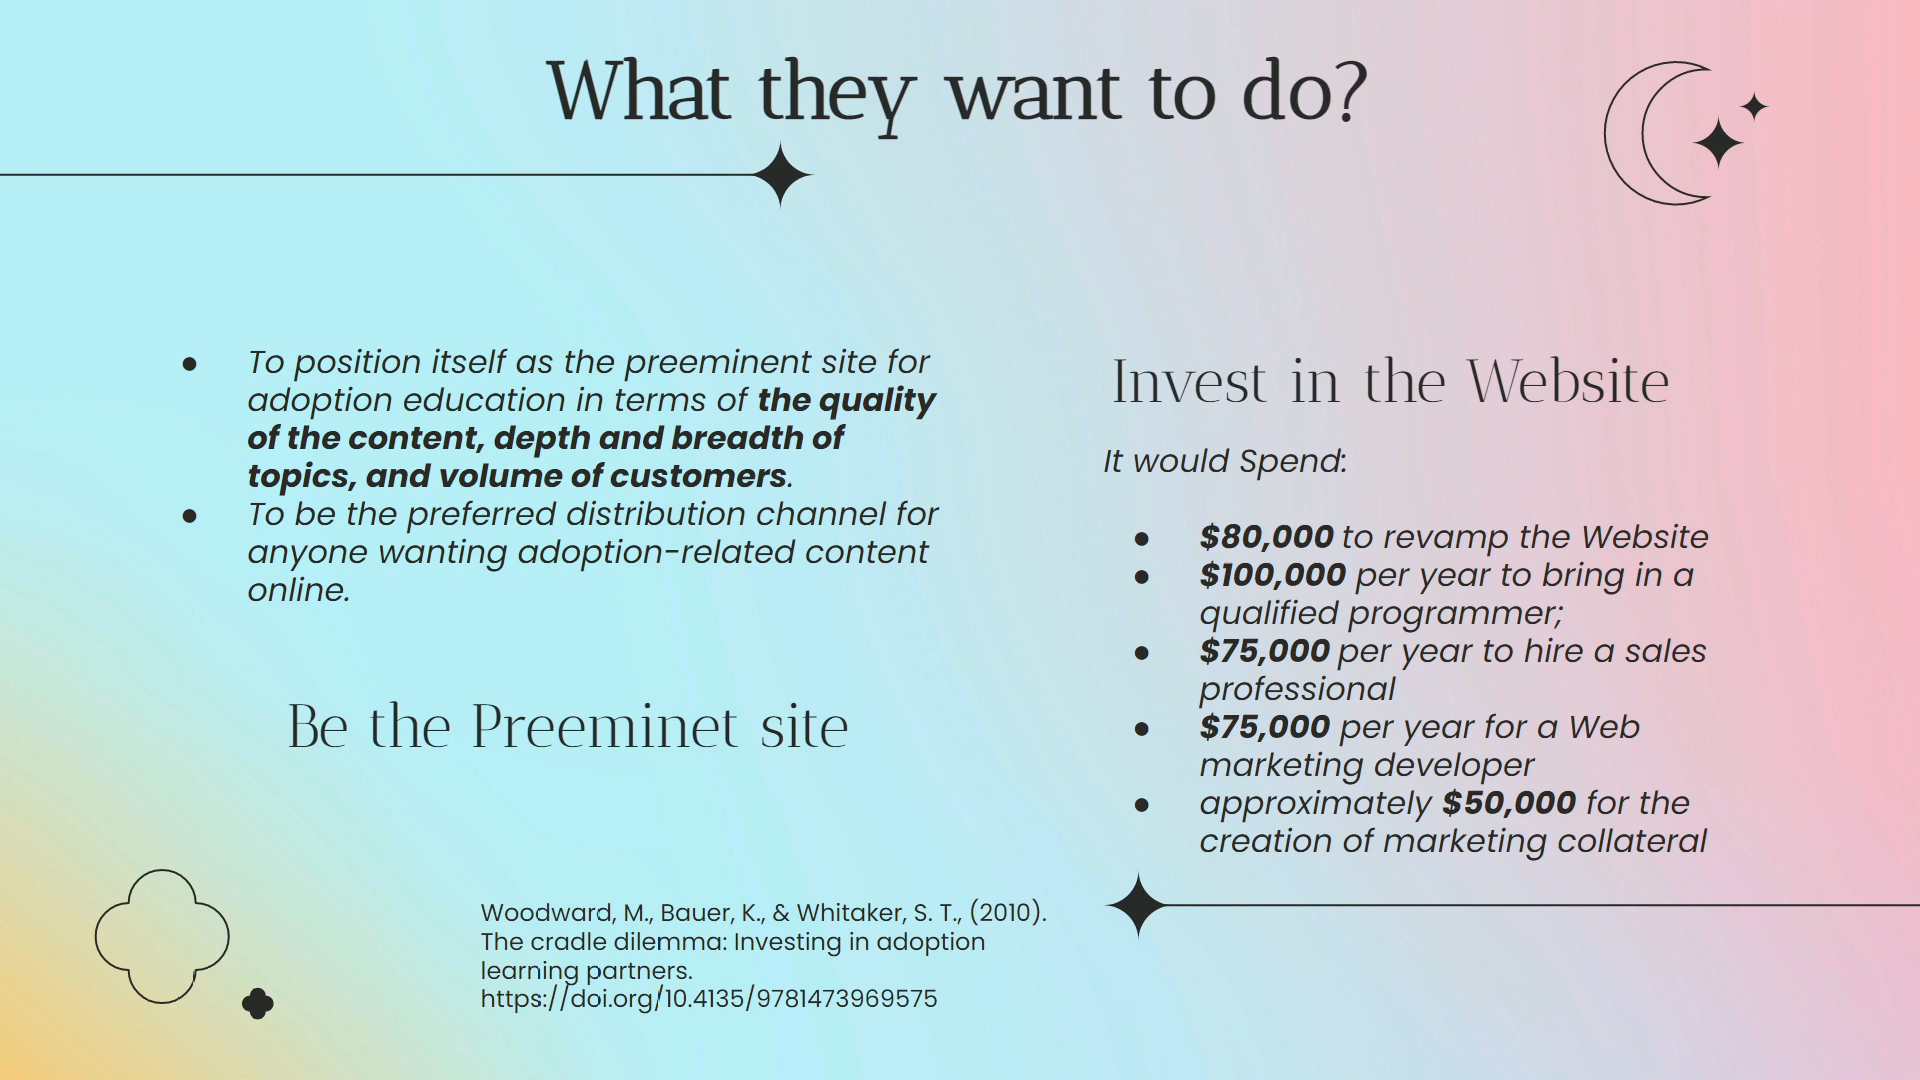 What they want to do?
● To position itself as the preeminent site for
adoption education in terms of the quality
of the content, depth and breadth of
topics, and volume of customers.
● To be the preferred distribution channel for
anyone wanting adoption-related content
online.
Be the Preeminet site
Invest in the Website
It would Spend:
● $80,000 to revamp the Website
● $100,000 per year to bring in a
qualified programmer;
● $75,000 per year to hire a sales
professional
● $75,000 per year for a Web
marketing developer
● approximately $50,000 for the
creation of marketing collateral
Woodward, M., Bauer, K., & Whitaker, S. T., (2010).
The cradle dilemma: Investing in adoption
learning partners.
https://doi.org/10.4135/9781473969575